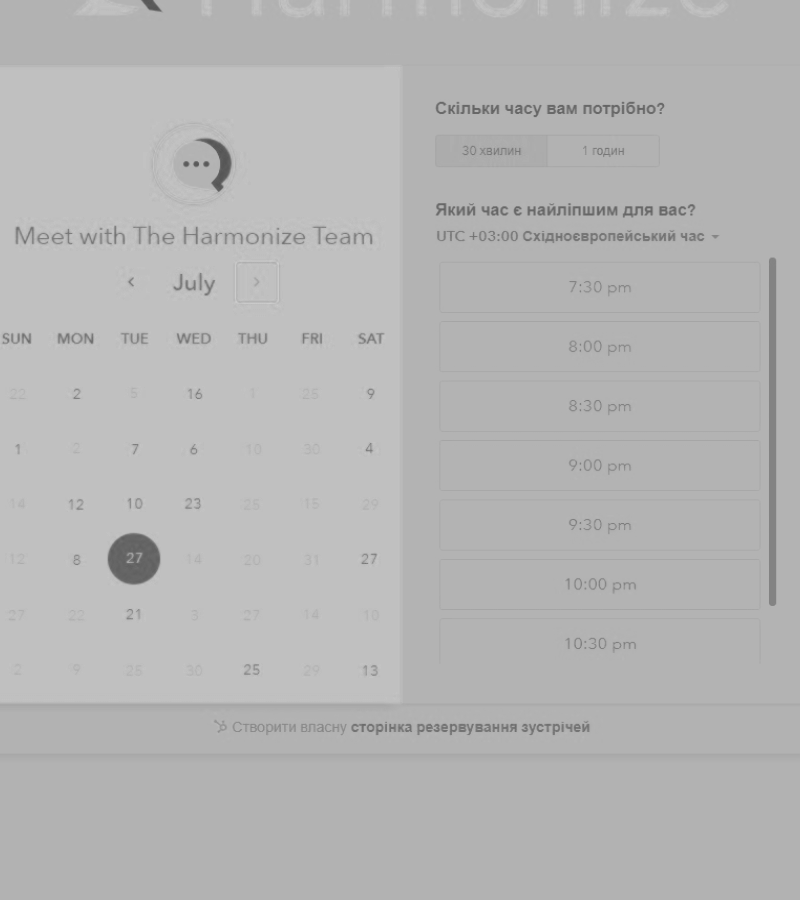 Harmonize
Meet with The Harmonize Team
July
SUN MON TUE WED THU FRI SAT
22 2 5 16 1 25 9
1 2 7 6 10 30 4
14 12 10 23 25 15 29
12 8 27 14 20 31 27
27 22 21 3 27 14 10
2 9 25 30 25 29 13
Скільки часу вам потрібно?
30 хвилин 1 годин
Який час є найліпшим для вас?
UTC +03:00 Східноєвропейський час
7:30 pm
8:00 pm
8:30 pm
9:00 pm
9:30 pm
10:00 pm
10:30 pm
Створити власну сторінка резервування зустрічей